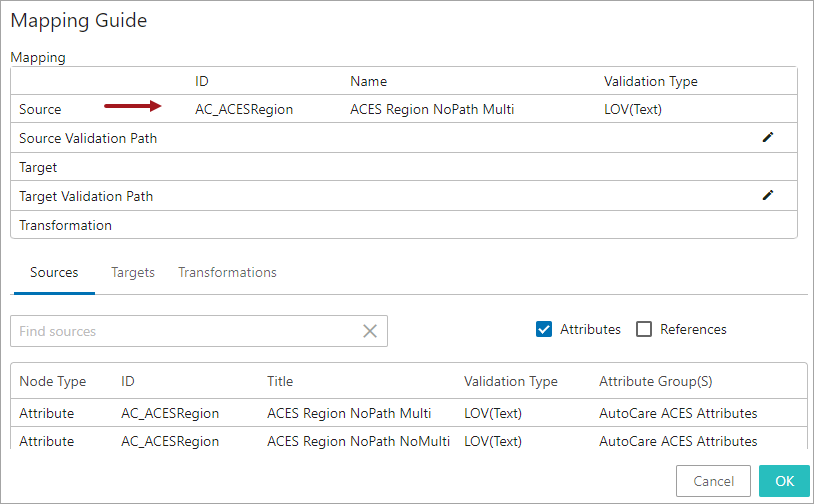 Mapping Guide
Mapping
ID Name Validation Type
Source AC_ACESRegion ACES Region NoPath Multi LOV(Text)
Source Validation Path
Target
Target Validation Path
Transformation
Sources Targets Transformations
Find sources Attributes References
Node Type ID Title Validation Type Attribute Group(S)
Attribute AC_ACESRegion ACES Region NoPath Multi LOV(Text) AutoCare ACES Attributes
Attribute AC_ACESRegion ACES Region NoPath NoMulti LOV(Text) AutoCare ACES Attributes
Cancel OK